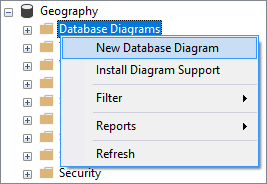 Geography
Database Diagrams
New Database Diagram
Install Diagram Support
Filter
Reports
Refresh
Security